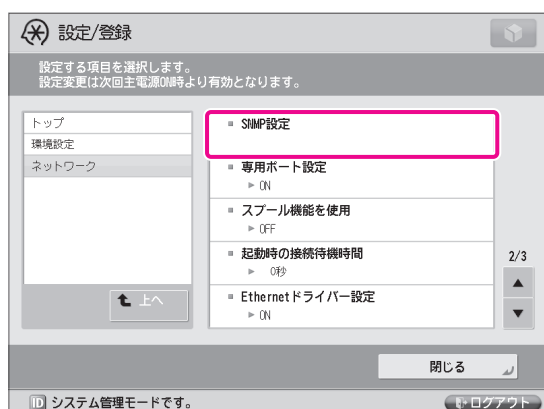 設定/登録
設定する項目を選択します。
設定変更は次回主電源ON時より有効となります。
トップ
環境設定
ネットワーク
上へ
SNMP設定
専用ポート設定
▶ ON
スプール機能を使用
▶ OFF
起動時の接続待機時間
▶ 0秒
Ethernetドライバー設定
▶ ON
2/3
閉じる
ID システム管理モードです。
ログアウト